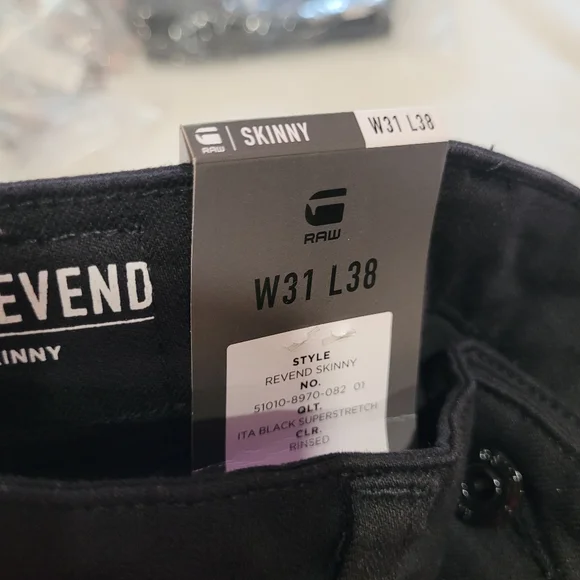 RAW | SKINNY W31 L38
RAW
W31 L38
EVEND
INNY
STYLE
REVEND SKINNY
NO.
51010-8970-082 01
QLT.
ITA BLACK SUPERSTRETCH
CLR.
RINSED